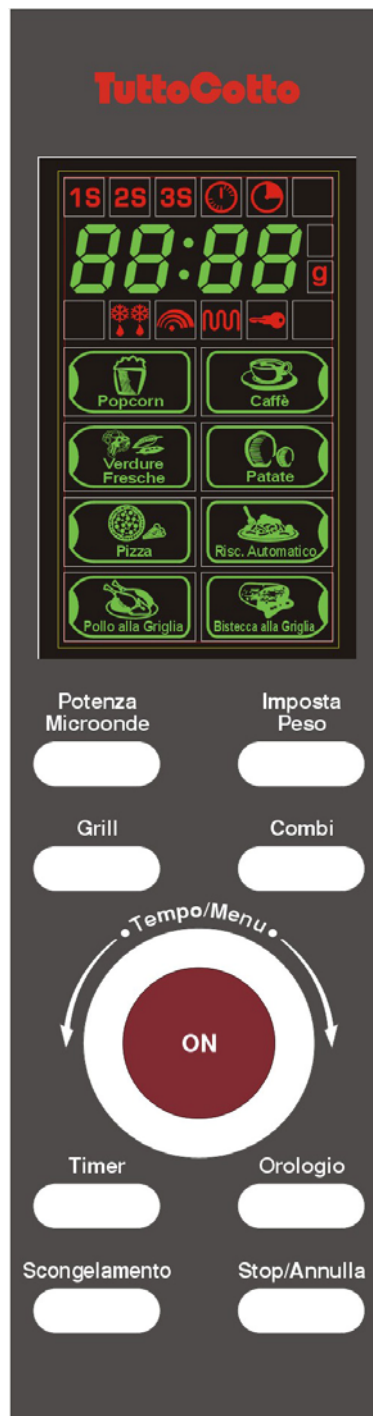 TuttoCotto
1S 2S 3S
88:88
g
Popcorn
Caffè
Verdure
Fresche
Patate
Pizza
Risc. Automatico
Pollo alla Griglia
Bistecca alla Griglia
Potenza
Microonde
Imposta
Peso
Grill
Combi
•Tempo/Menu•
ON
Timer
Orologio
Scongelamento
Stop/Annulla